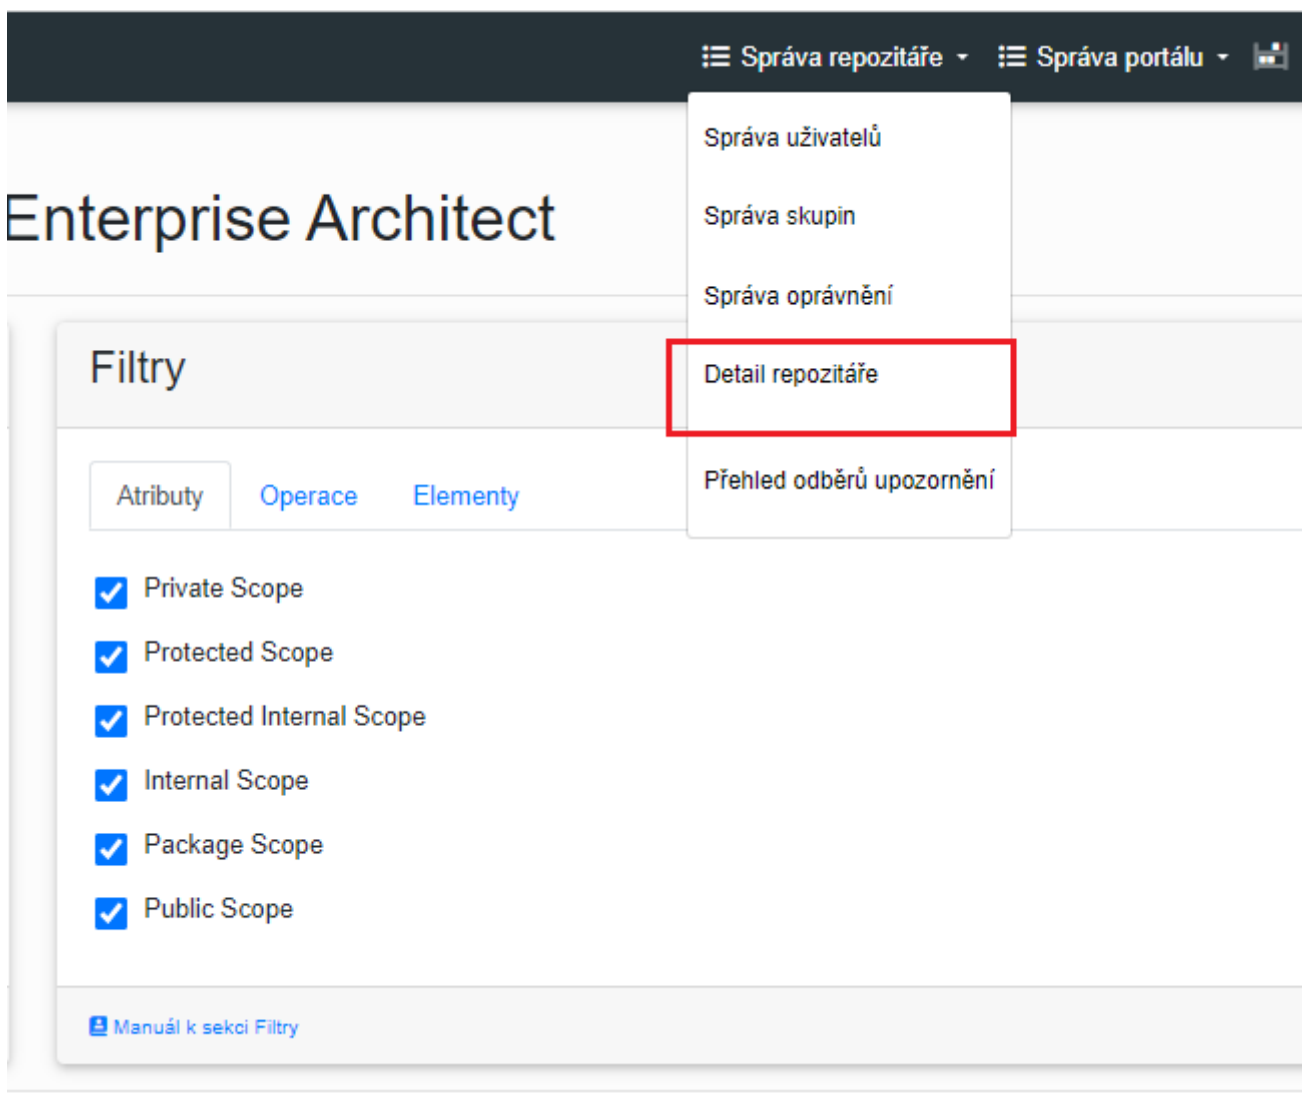 Správa repozitáře
Správa portálu
Správa uživatelů
Správa skupin
Správa oprávnění
Detail repozitáře
Přehled odběrů upozornění
Enterprise Architect
Filtry
Atributy
Operace
Elementy
Private Scope
Protected Scope
Protected Internal Scope
Internal Scope
Package Scope
Public Scope
Manuál k sekci Filtry